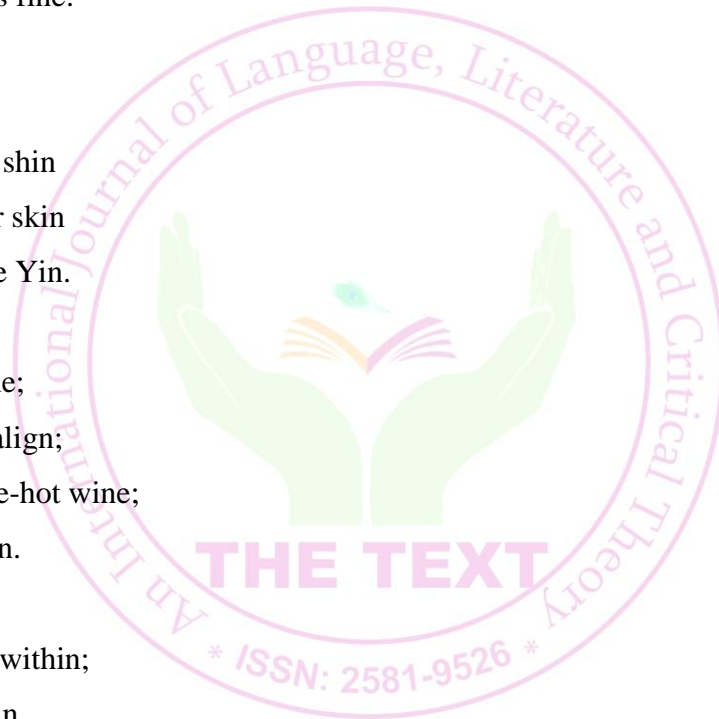 s fine.
An International Journal of Language, Literature and Critical Theory
shin
r skin
e Yin.
e;
align;
e-hot wine;
n.
THE TEXT
within;
* ISSN: 2581-9526 *
n